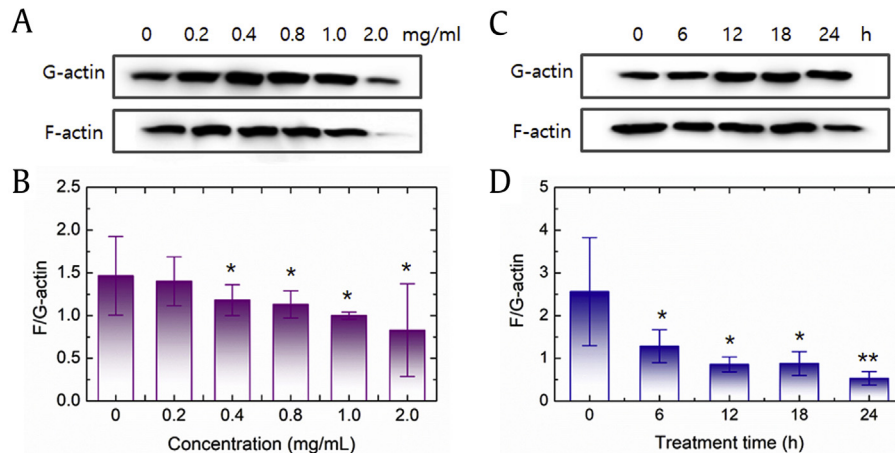 A
0 0.2 0.4 0.8 1.0 2.0 mg/ml
G-actin
F-actin
B
F/G-actin
2.5
2.0
1.5
1.0
0.5
0.0
* * * *
0 0.2 0.4 0.8 1.0 2.0
Concentration (mg/mL)
C
0 6 12 18 24 h
G-actin
F-actin
D
F/G-actin
5
4
3
2
1
0
* * * **
0 6 12 18 24
Treatment time (h)